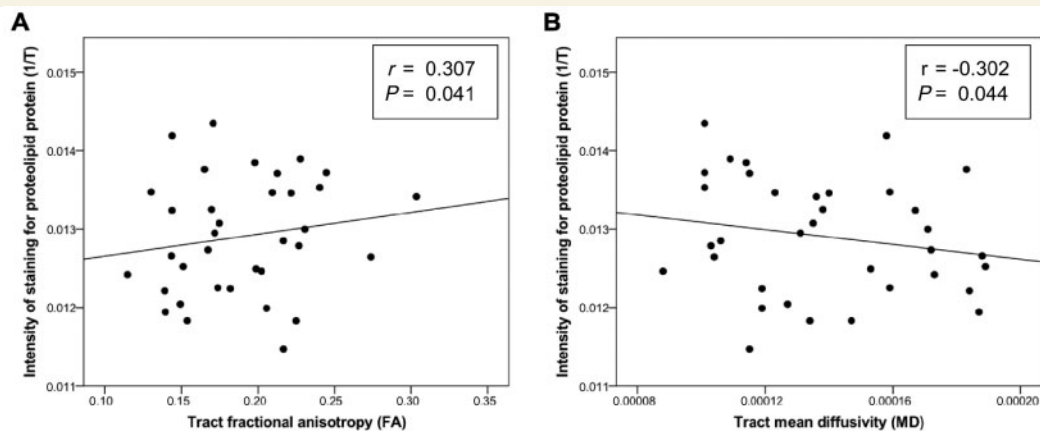 A
B
r = 0.307
P = 0.041
r = -0.302
P = 0.044
Intensity of staining for proteolipid protein (1/T)
0.015
0.014
0.013
0.012
0.011
0.10 0.15 0.20 0.25 0.30 0.35
Tract fractional anisotropy (FA)
Intensity of staining for proteolipid protein (1/T)
0.015
0.014
0.013
0.012
0.011
0.00008 0.00012 0.00016 0.00020
Tract mean diffusivity (MD)